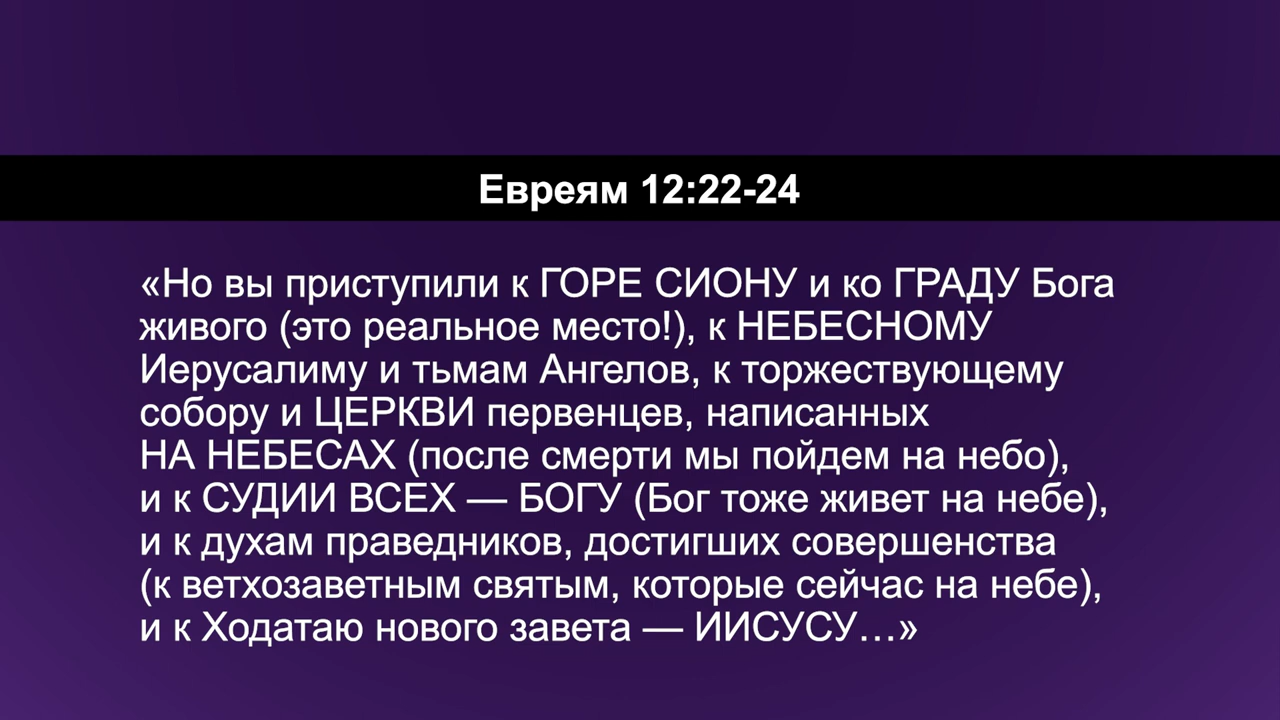 Евреям 12:22-24
«Но вы приступили к ГОРЕ СИОНУ и ко ГРАДУ Бога
живого (это реальное место!), к НЕБЕСНОМУ
Иерусалиму и тьмам Ангелов, к торжествующему
собору и ЦЕРКВИ первенцев, написанных
НА НЕБЕСАХ (после смерти мы пойдем на небо),
и к СУДИИ ВСЕХ — БОГУ (Бог тоже живет на небе),
и к духам праведников, достигших совершенства
(к ветхозаветным святым, которые сейчас на небе),
и к Ходатаю нового завета — ИИСУСУ…»